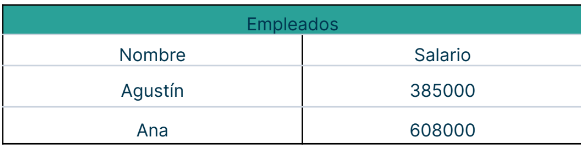 Empleados
Nombre Salario
Agustín 385000
Ana 608000